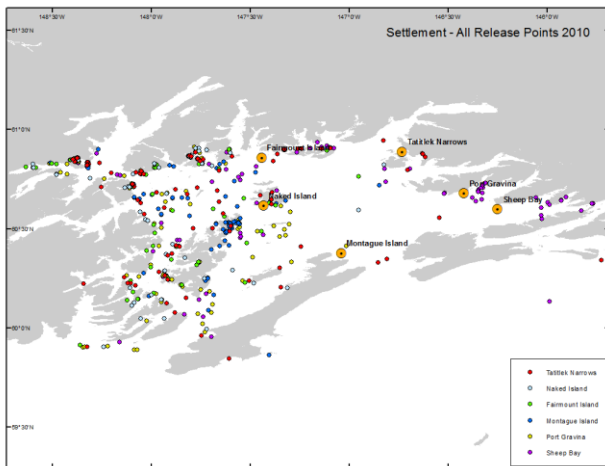 148°30'W 148°0'W 147°30'W 147°0'W 146°30'W 146°0'W
61°30'N
Settlement - All Release Points 2010
61°0'N
Tatitlek Narrows
Fairmount Island
Port Gravina
Naked Island
Sheep Bay
60°30'N
Montague Island
60°0'N
Tatitlek Narrows
Naked Island
Fairmount Island
Montague Island
59°30'N
Port Gravina
Sheep Bay